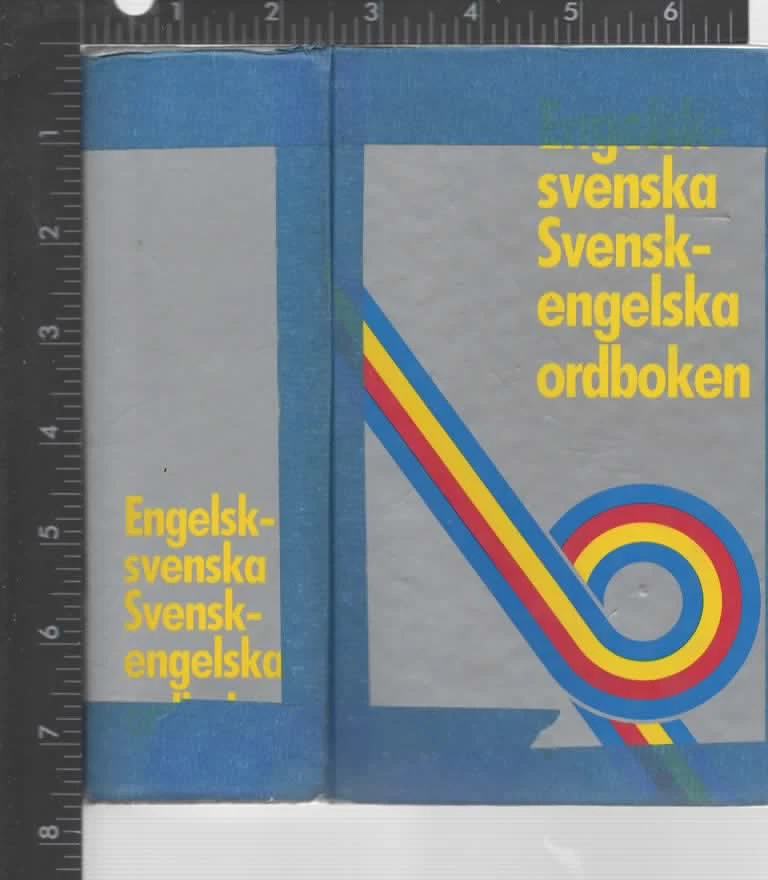 1 2 3 4 5 6
1
2
3
4
5
6
7
8
Engelsk-
svenska
Svensk-
engelska
Engelsk-
svenska
Svensk-
engelska
ordboken